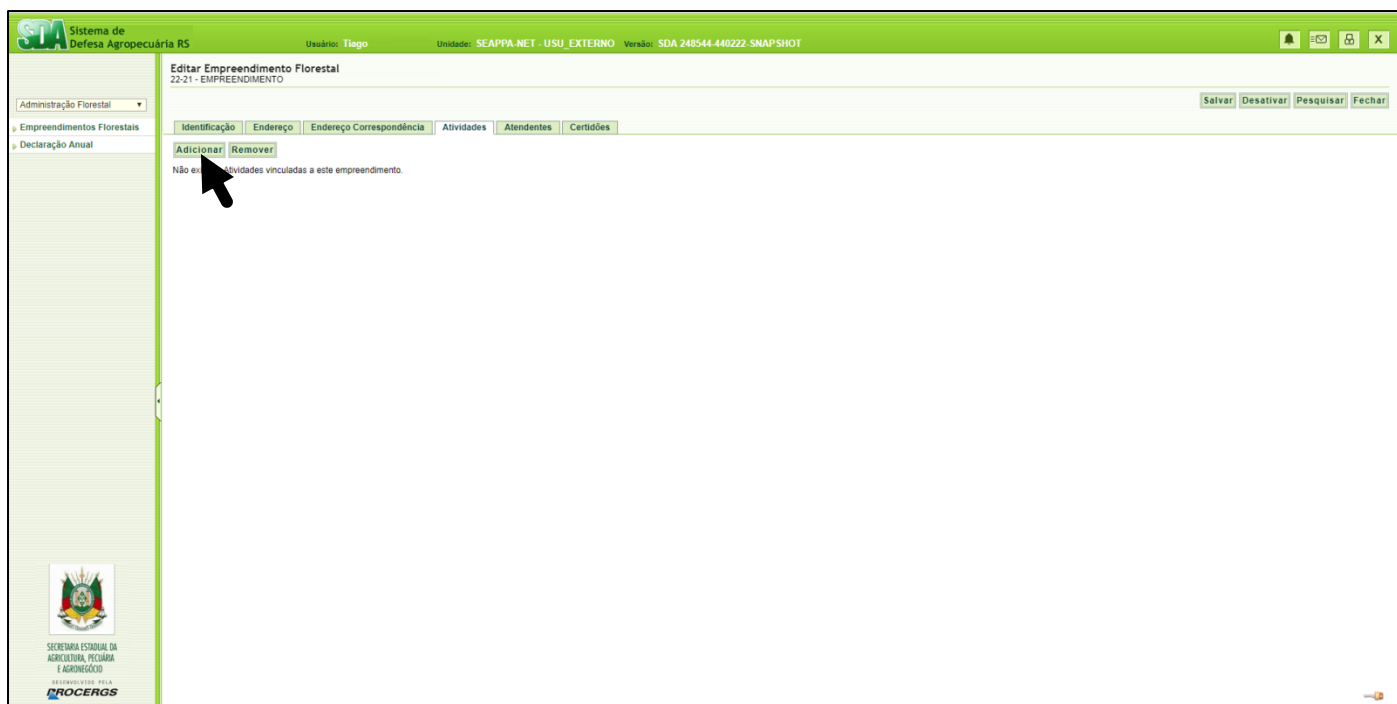 SDA Sistema de
Defesa Agropecuária RS
Usuário: Tiago Unidade: SEAPPA-NET - USU_EXTERNO Versão: SDA 248544-440222-SNAPSHOT
X
Editar Empreendimento Florestal
22-21 - EMPREENDIMENTO
Administração Florestal
Salvar Desativar Pesquisar Fechar
Empreendimentos Florestais
Declaração Anual
Identificação Endereço Endereço Correspondência Atividades Atendentes Certidões
Adicionar Remover
Não vinculadas a este empreendimento.
SECRETARIA ESTADUAL DA
AGRICULTURA, PECUÁRIA
E AGRONEGÓCIO
DESENVOLVIDO PELA
PROCERGS